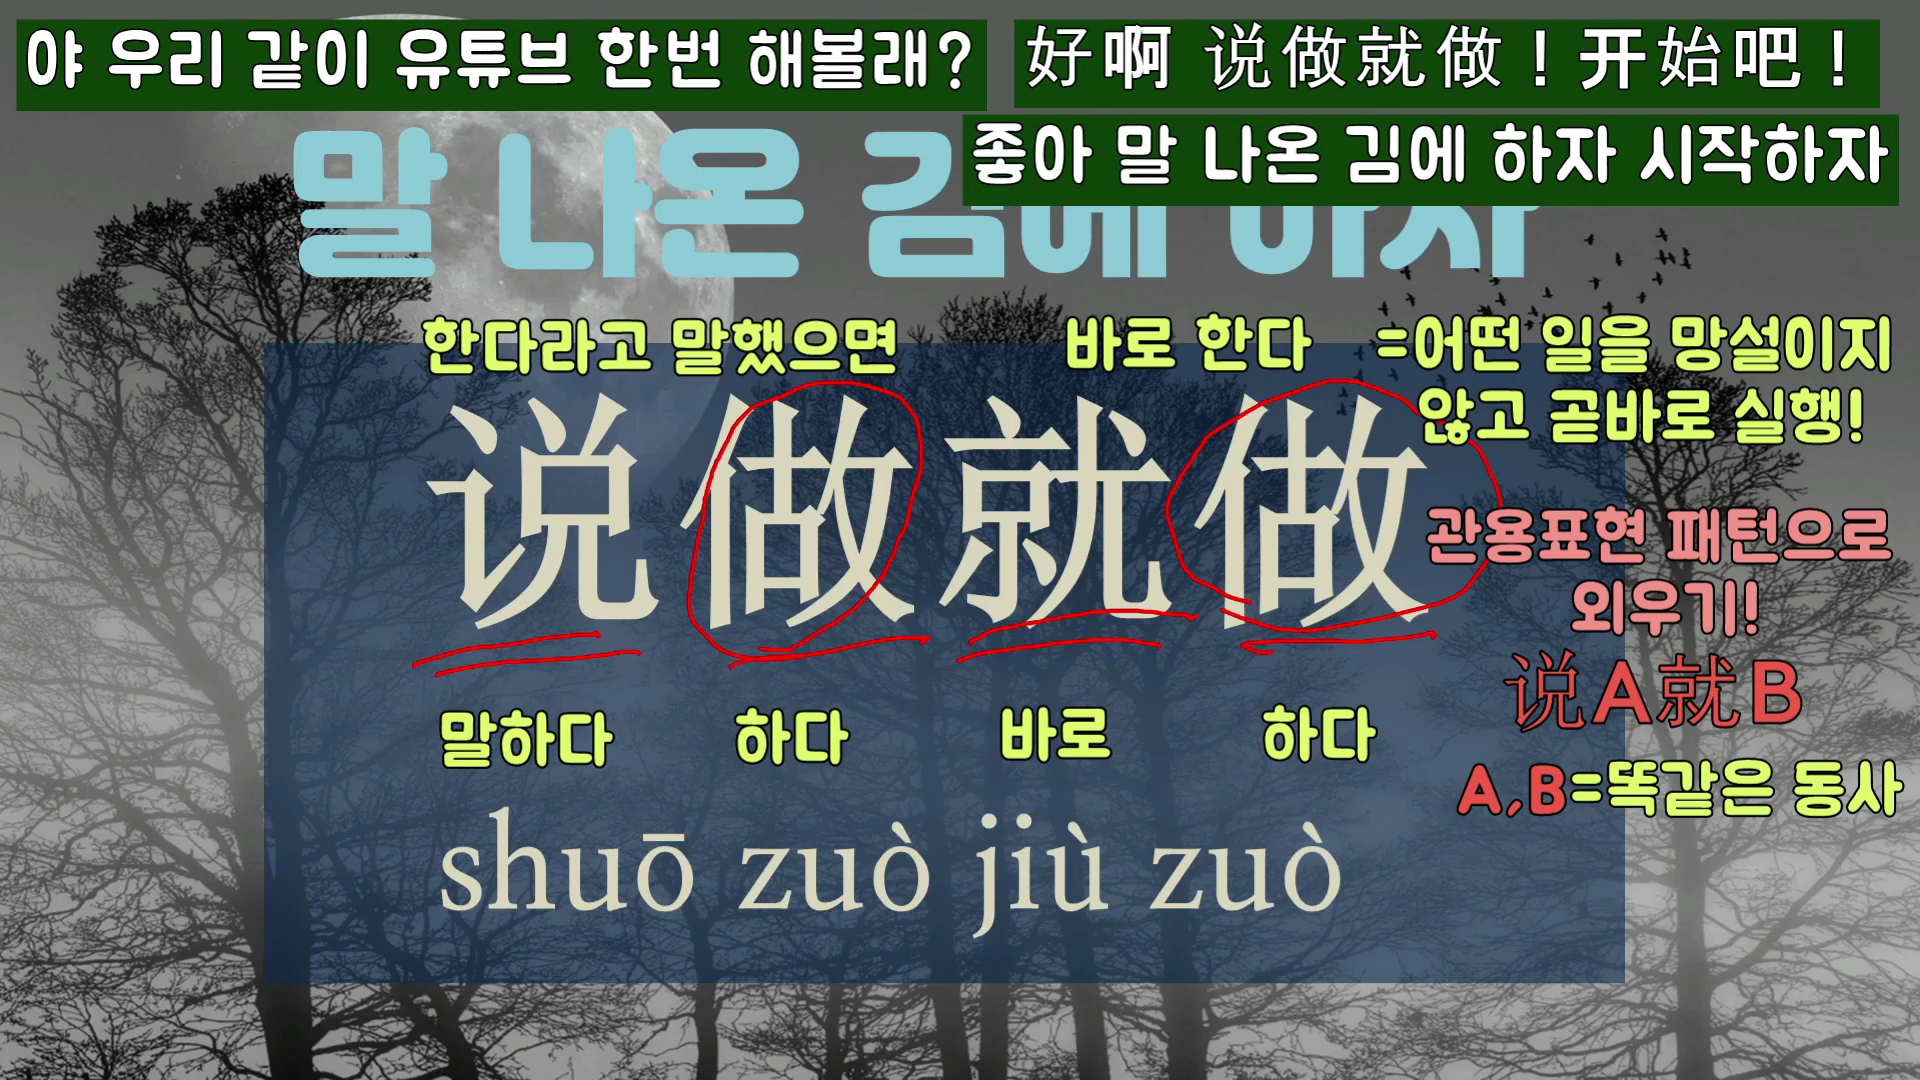 야 우리 같이 유튜브 한번 해볼래?
好啊 说做就做！开始吧！
좋아 말 나온 김에 하자 시작하자
말 나온 김에 하자
한다라고 말했으면 바로 한다
=어떤 일을 망설이지
않고 곧바로 실행!
说做就做
관용표현 패턴으로
외우기!
说A就B
A,B=똑같은 동사
말하다 하다 바로 하다
shuō zuò jiù zuò